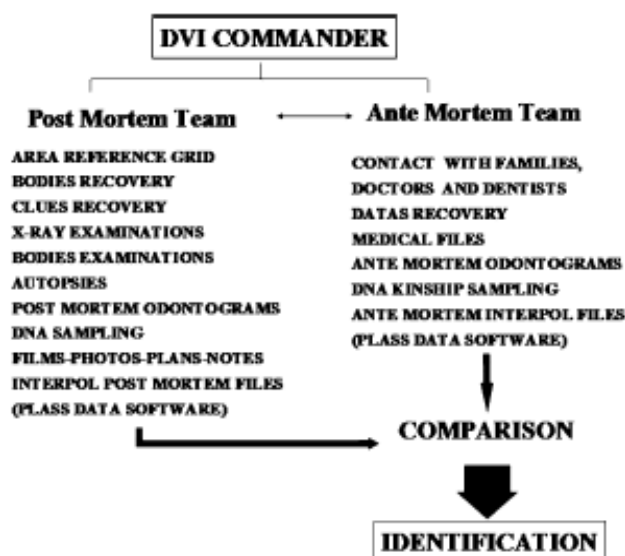 DVI COMMANDER
Post Mortem Team
AREA REFERENCE GRID
BODIES RECOVERY
CLUES RECOVERY
X-RAY EXAMINATIONS
BODIES EXAMINATIONS
AUTOPSIES
POST MORTEM ODONTOGRAMS
DNA SAMPLING
FILMS-PHOTOS-PLANS-NOTES
INTERPOL POST MORTEM FILES
(PLASS DATA SOFTWARE)
Ante Mortem Team
CONTACT WITH FAMILIES,
DOCTORS AND DENTISTS
DATAS RECOVERY
MEDICAL FILES
ANTE MORTEM ODONTOGRAMS
DNA KINSHIP SAMPLING
ANTE MORTEM INTERPOL FILES
(PLASS DATA SOFTWARE)
COMPARISON
IDENTIFICATION